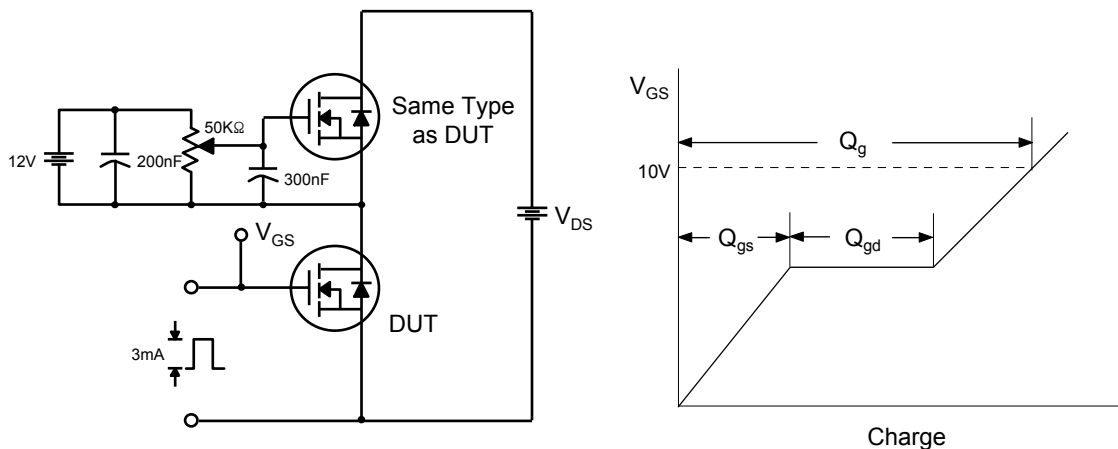 12V
200nF
50KΩ
300nF
Same Type
as DUT
V_DS
V_GS
DUT
3mA
V_GS
Q_g
10V
Q_gs
Q_gd
Charge